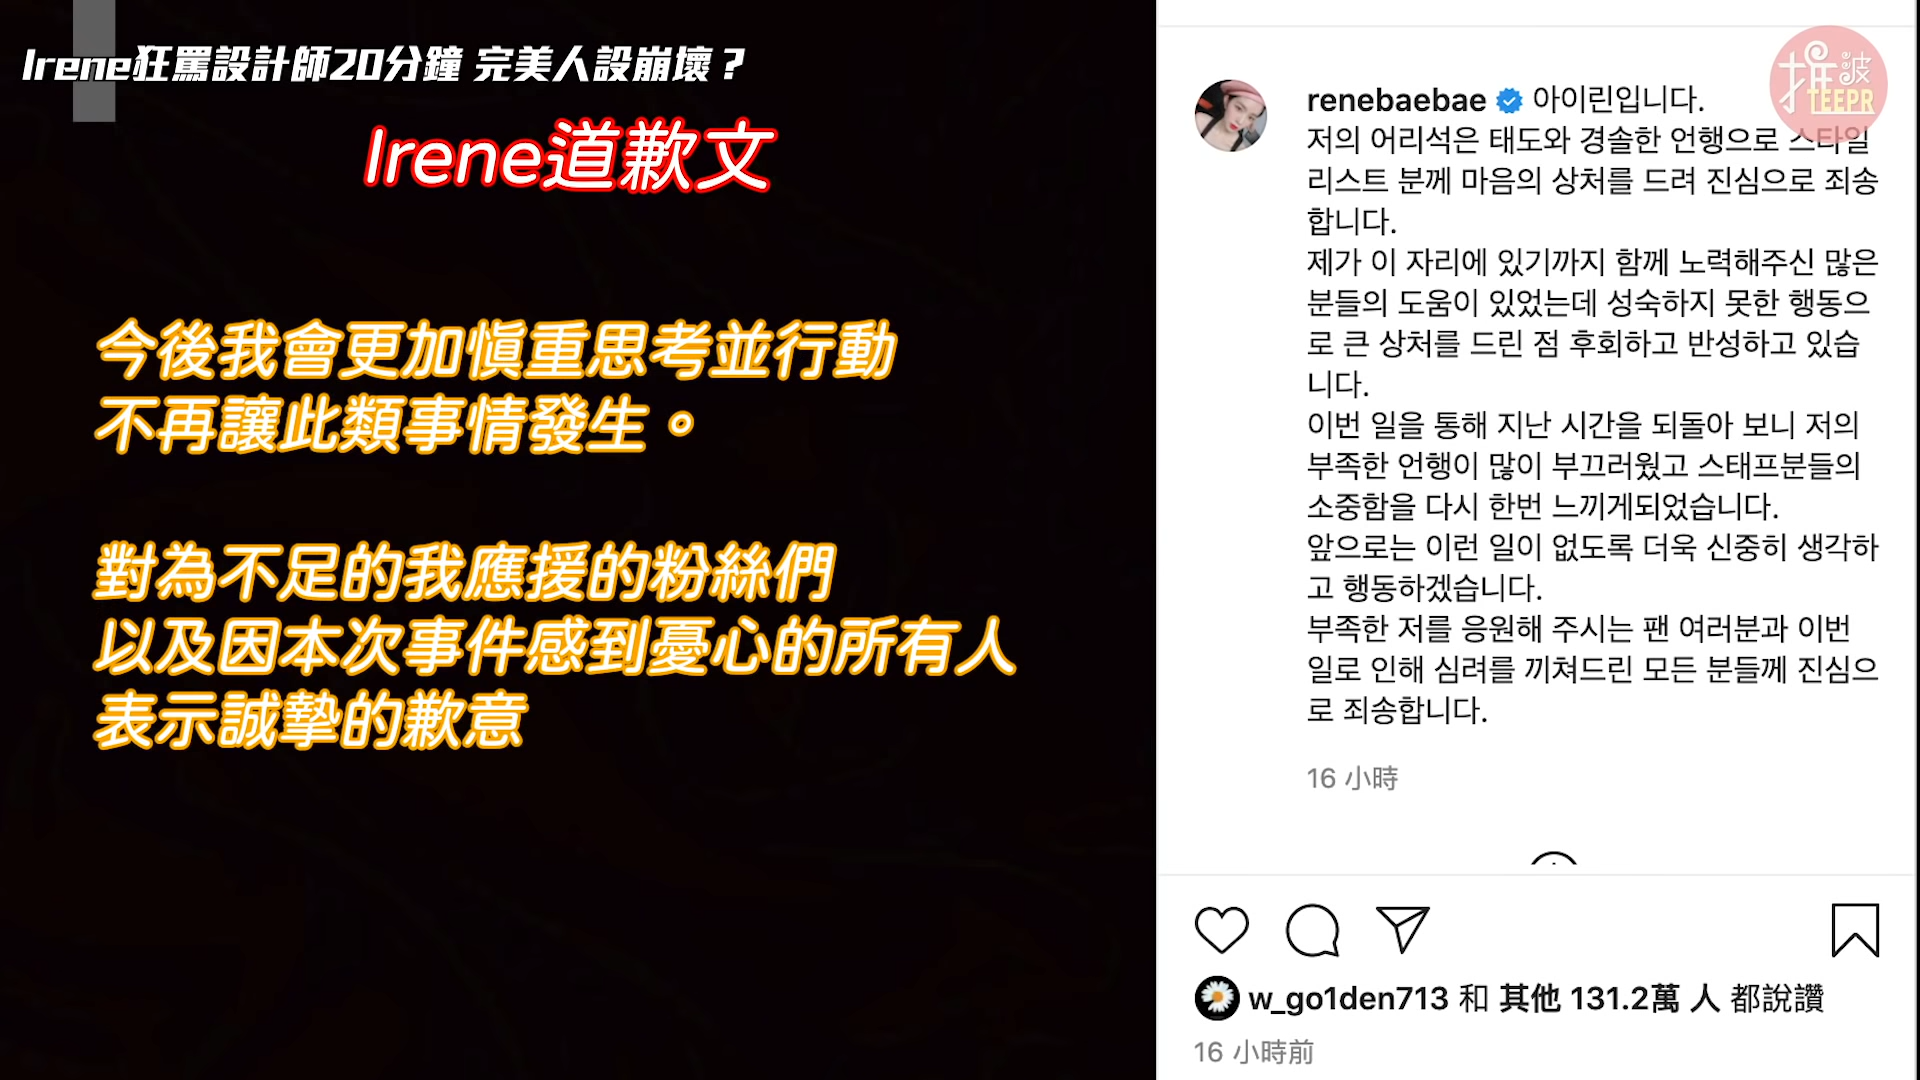 Irene狂罵設計師20分鐘 完美人設崩壞？
Irene道歉文
今後我會更加慎重思考並行動
不再讓此類事情發生。
對為不足的我應援的粉絲們
以及因本次事件感到憂心的所有人
表示誠摯的歉意
推波
TEEPR
renebaebae 아이린입니다.
저의 어리석은 태도와 경솔한 언행으로 스타일
리스트 분께 마음의 상처를 드려 진심으로 죄송
합니다.
제가 이 자리에 있기까지 함께 노력해주신 많은
분들의 도움이 있었는데 성숙하지 못한 행동으
로 큰 상처를 드린 점 후회하고 반성하고 있습
니다.
이번 일을 통해 지난 시간을 되돌아 보니 저의
부족한 언행이 많이 부끄러웠고 스태프분들의
소중함을 다시 한번 느끼게되었습니다.
앞으로는 이런 일이 없도록 더욱 신중히 생각하
고 행동하겠습니다.
부족한 저를 응원해 주시는 팬 여러분과 이번
일로 인해 심려를 끼쳐드린 모든 분들께 진심으
로 죄송합니다.
16 小時
w_go1den713 和 其他 131.2萬 人 都說讚
16 小時前